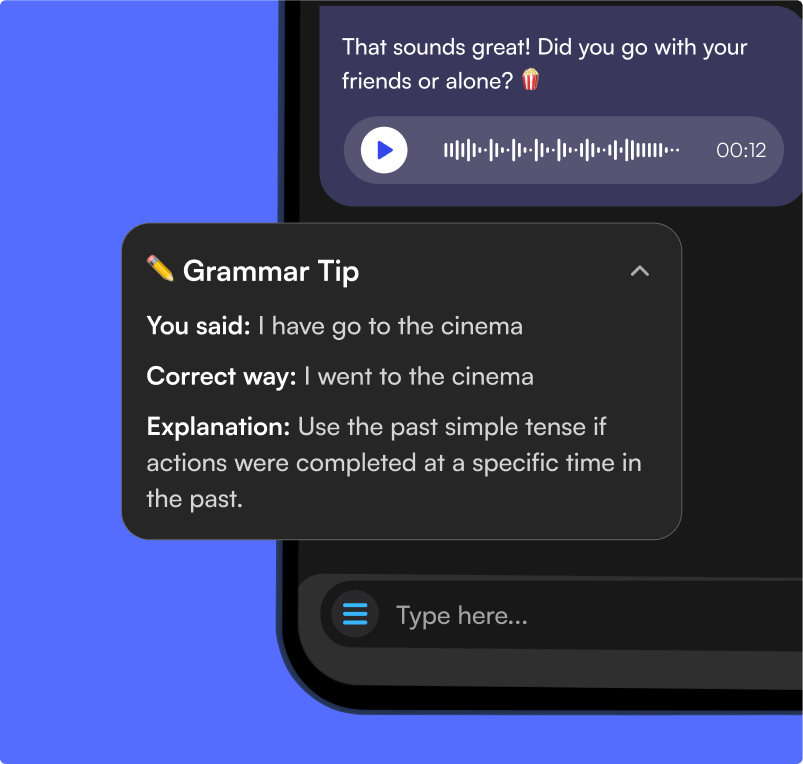 That sounds great! Did you go with your
friends or alone? 🍿
00:12
✏️ Grammar Tip
You said: I have go to the cinema
Correct way: I went to the cinema
Explanation: Use the past simple tense if
actions were completed at a specific time in
the past.
Type here...